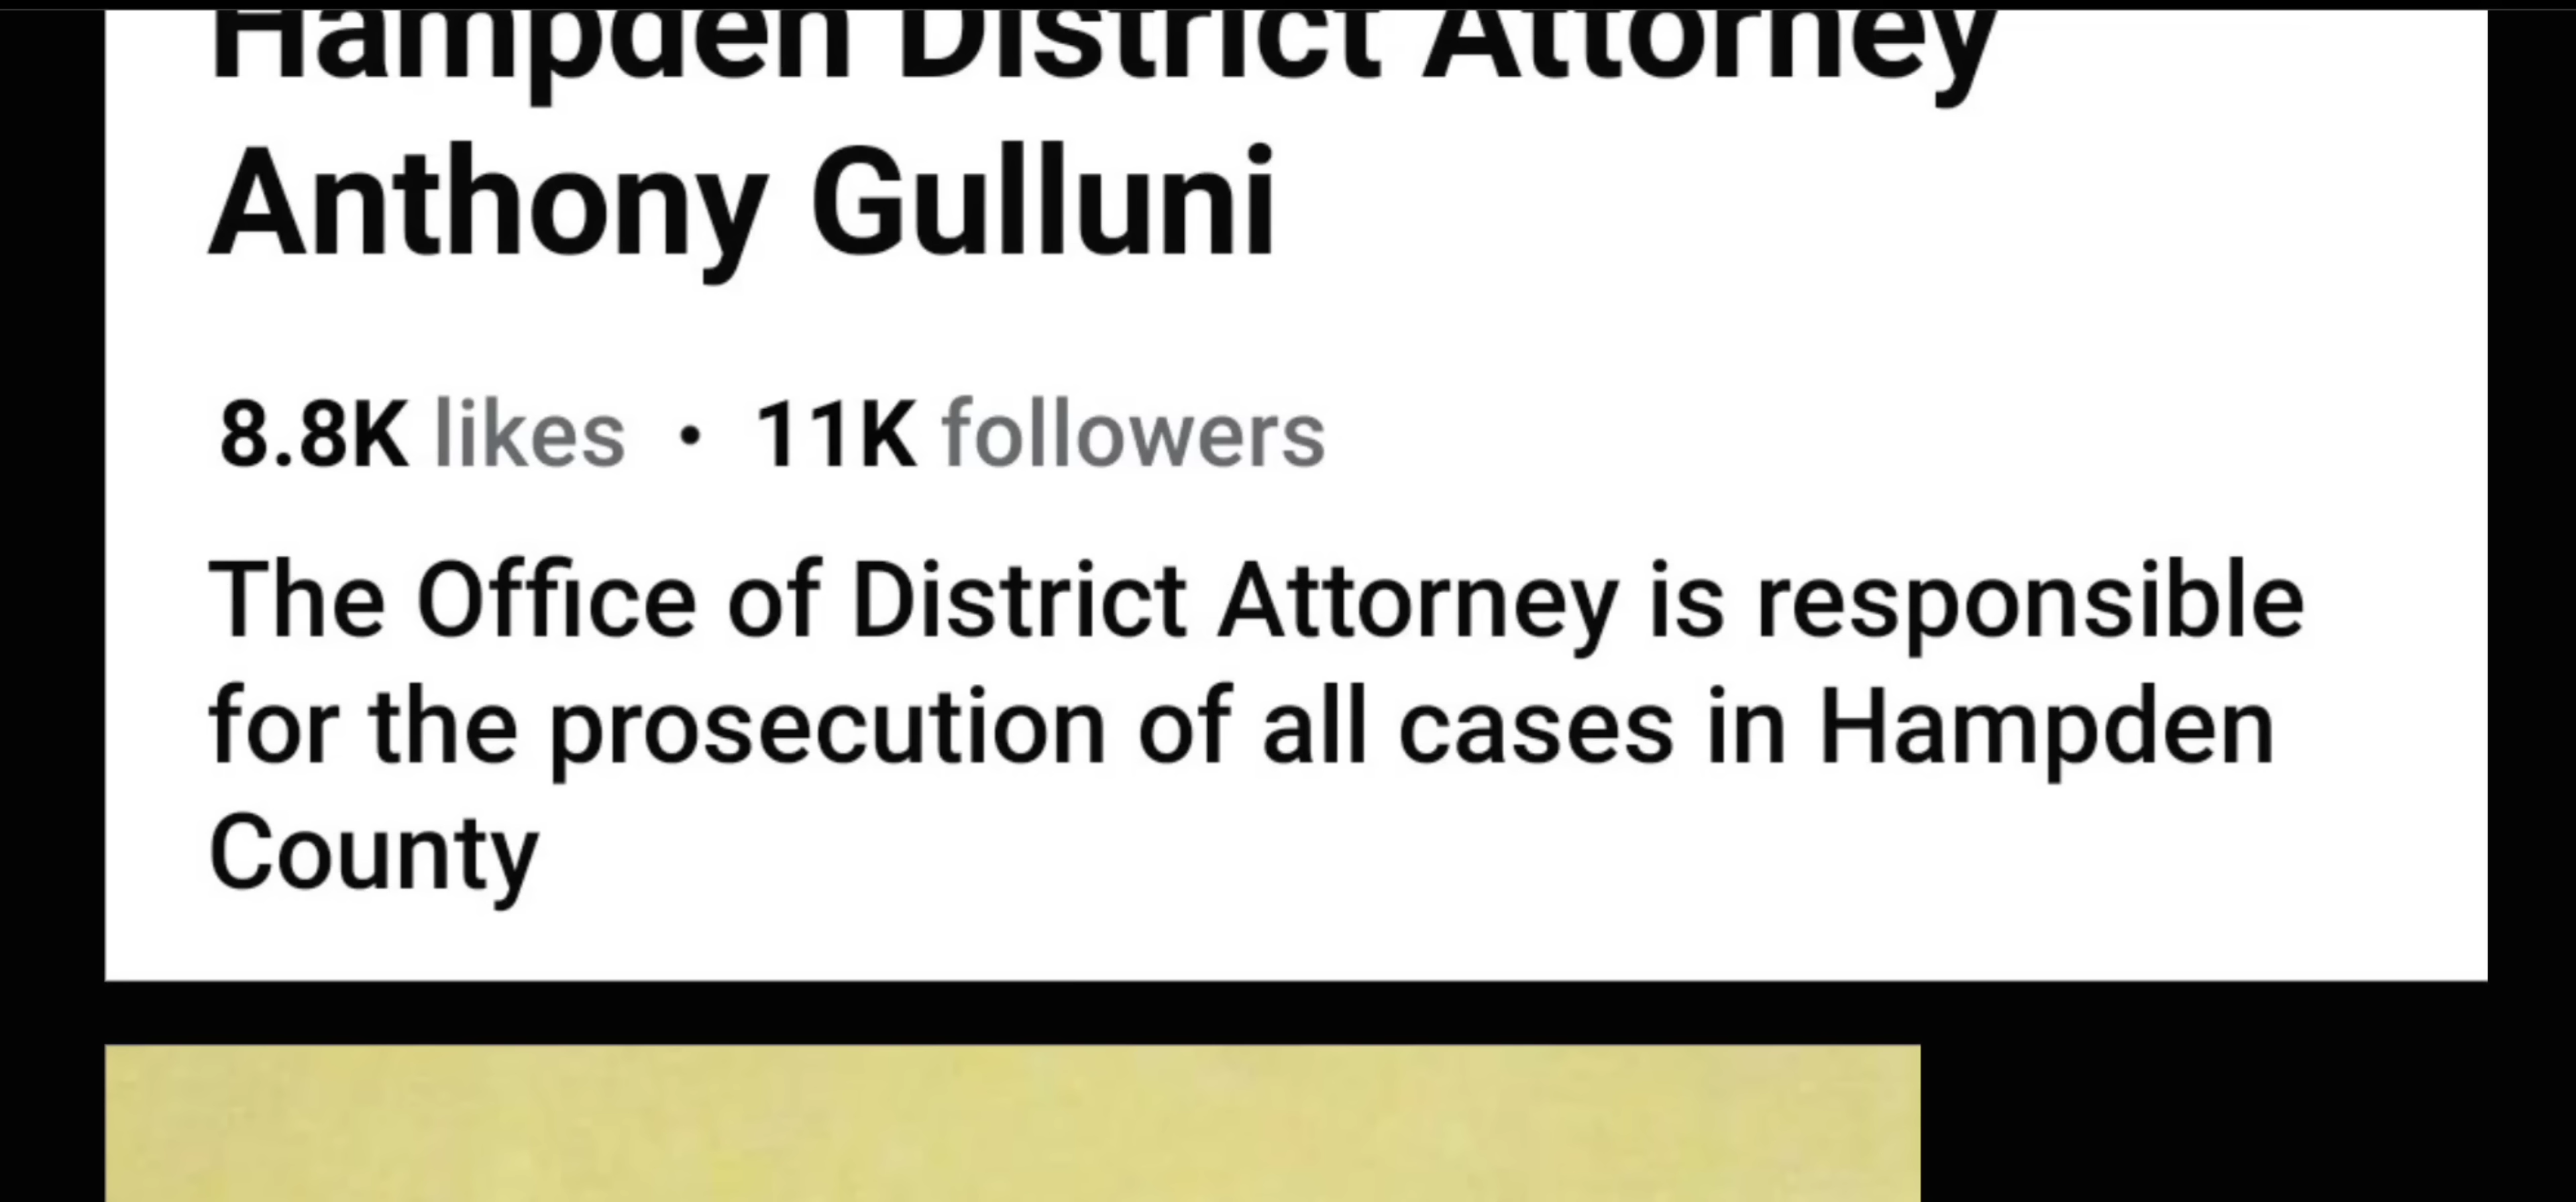 Hampden District Attorney
Anthony Gulluni
8.8K likes • 11K followers
The Office of District Attorney is responsible
for the prosecution of all cases in Hampden
County